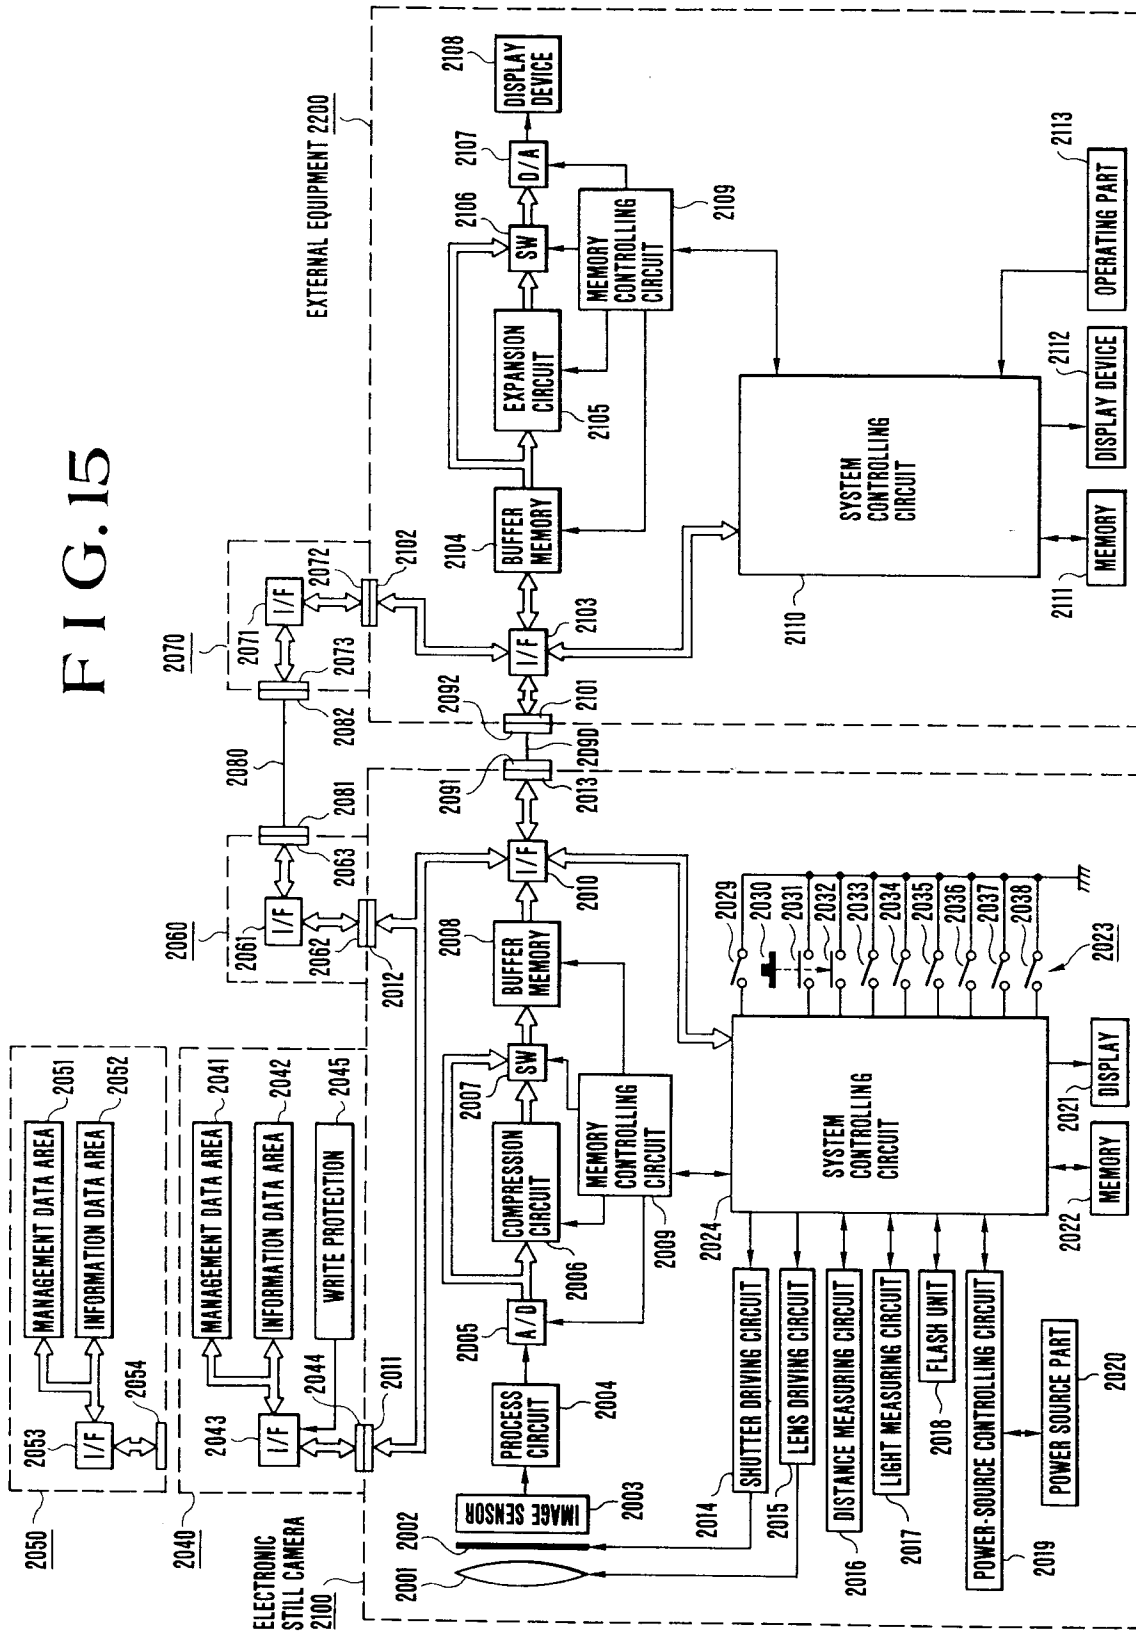 FIG.15
ELECTRONIC
STILL CAMERA
2100
EXTERNAL EQUIPMENT 2200
2050
2053
I/F
2054
MANAGEMENT DATA AREA
2051
INFORMATION DATA AREA
2052
2040
2043
I/F
2044
2011
MANAGEMENT DATA AREA
2041
INFORMATION DATA AREA
2042
WRITE PROTECTION
2045
2060
2061
I/F
2062
2012
2063
2081
2080
2082
2073
2070
2071
I/F
2072
2102
2001
2002
IMAGE
SENSOR
2003
PROCESS
CIRCUIT
2004
A/D
2D05
COMPRESSION
CIRCUIT
2006
SW
2007
BUFFER
MEMORY
2008
MEMORY
CONTROLLING
CIRCUIT
2009
I/F
2010
2013
2091
2D9D
2092
2101
I/F
2103
BUFFER
MEMORY
2104
EXPANSION
CIRCUIT
2105
SW
2106
D/A
2107
DISPLAY
DEVICE
2108
MEMORY
CONTROLLING
CIRCUIT
2109
2014
SHUTTER DRIVING CIRCUIT
2015
LENS DRIVING CIRCUIT
DISTANCE MEASURING CIRCUIT
2016
LIGHT MEASURING CIRCUIT
2017
FLASH UNIT
2018
POWER-SOURCE CONTROLLING CIRCUIT
2019
POWER SOURCE PART
2020
2024
SYSTEM
CONTROLLING
CIRCUIT
MEMORY
2022
DISPLAY
2021
2029
2030
2031
2032
2033
2034
2035
2036
2037
2038
2023
SYSTEM
CONTROLLING
CIRCUIT
2110
MEMORY
2111
DISPLAY DEVICE
2112
OPERATING PART
2113